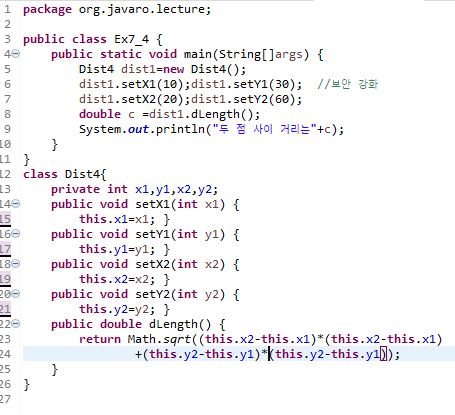 1 package org.javaro.lecture;
2
3 public class Ex7_4 {
4 public static void main(String[]args) {
5 Dist4 dist1=new Dist4();
6 dist1.setX1(10);dist1.setY1(30); //보안 강화
7 dist1.setX2(20);dist1.setY2(60);
8 double c =dist1.dLength();
9 System.out.println("두 점 사이 거리는"+c);
10 }
11 }
12 class Dist4{
13 private int x1,y1,x2,y2;
14 public void setX1(int x1) {
15 this.x1=x1; }
16 public void setY1(int y1) {
17 this.y1=y1; }
18 public void setX2(int x2) {
19 this.x2=x2; }
20 public void setY2(int y2) {
21 this.y2=y2; }
22 public double dLength() {
23 return Math.sqrt((this.x2-this.x1)*(this.x2-this.x1)
24 +(this.y2-this.y1)*(this.y2-this.y1));
25 }
26 }
27